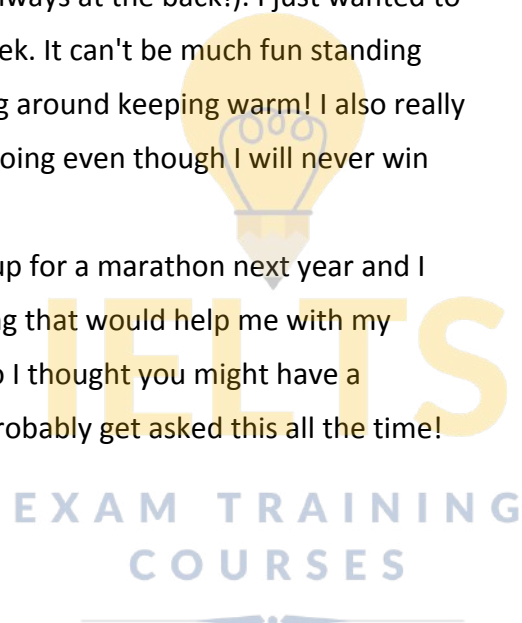 ways at the back?). I just wanted to
ek. It can't be much fun standing
g around keeping warm! I also really
oing even though I will never win
up for a marathon next year and I
g that would help me with my
I thought you might have a
robably get asked this all the time!
IELTS
EXAM TRAINING
COURSES